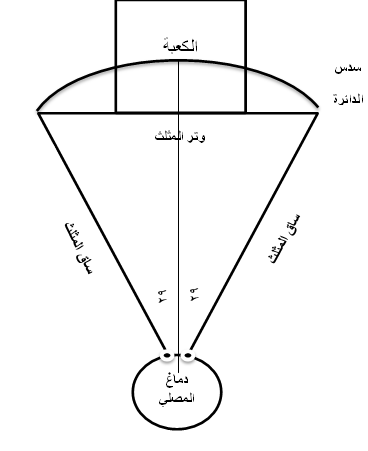 الكعبة
سدس
الدائرة
وتر المثلث
ساق المثلث
ساق المثلث
٢٩
٢٩
دماغ
المصلي